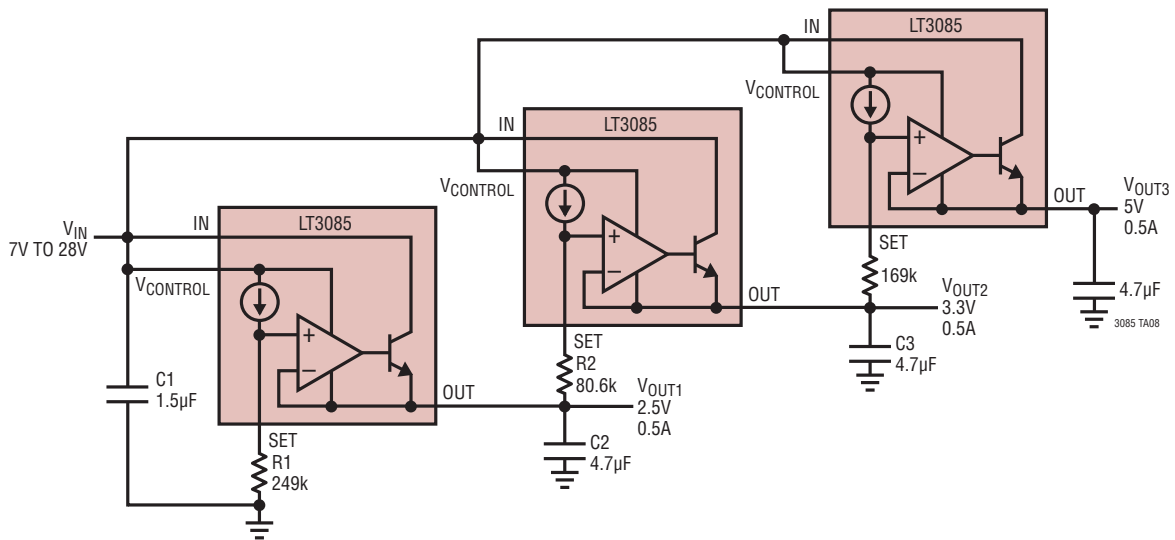 IN
LT3085
VCONTROL
+
−
OUT
VOUT3
5V
0.5A
SET
169k
4.7µF
3085 TA08
IN
LT3085
VCONTROL
+
−
OUT
VOUT2
3.3V
0.5A
SET
R2
80.6k
C3
4.7µF
VIN
7V TO 28V
IN
LT3085
VCONTROL
+
−
OUT
VOUT1
2.5V
0.5A
C1
1.5µF
SET
R1
249k
C2
4.7µF